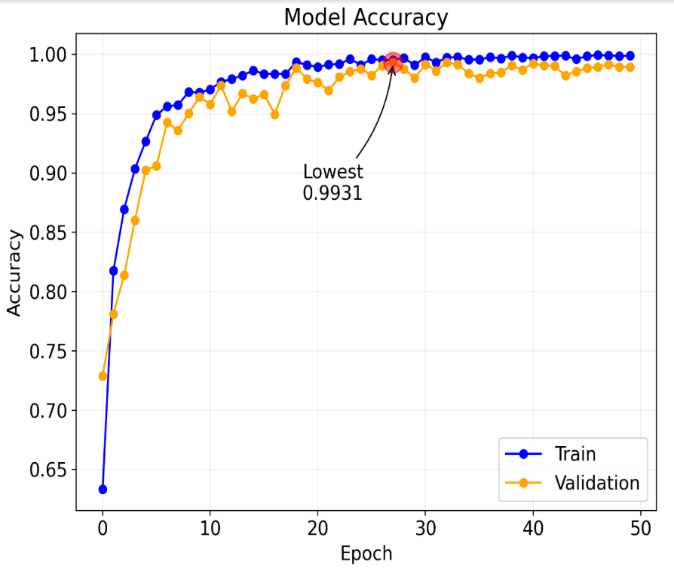 Model Accuracy
1.00
0.95
0.90
0.85
0.80
0.75
0.70
0.65
Accuracy
Lowest
0.9931
Train
Validation
0 10 20 30 40 50
Epoch